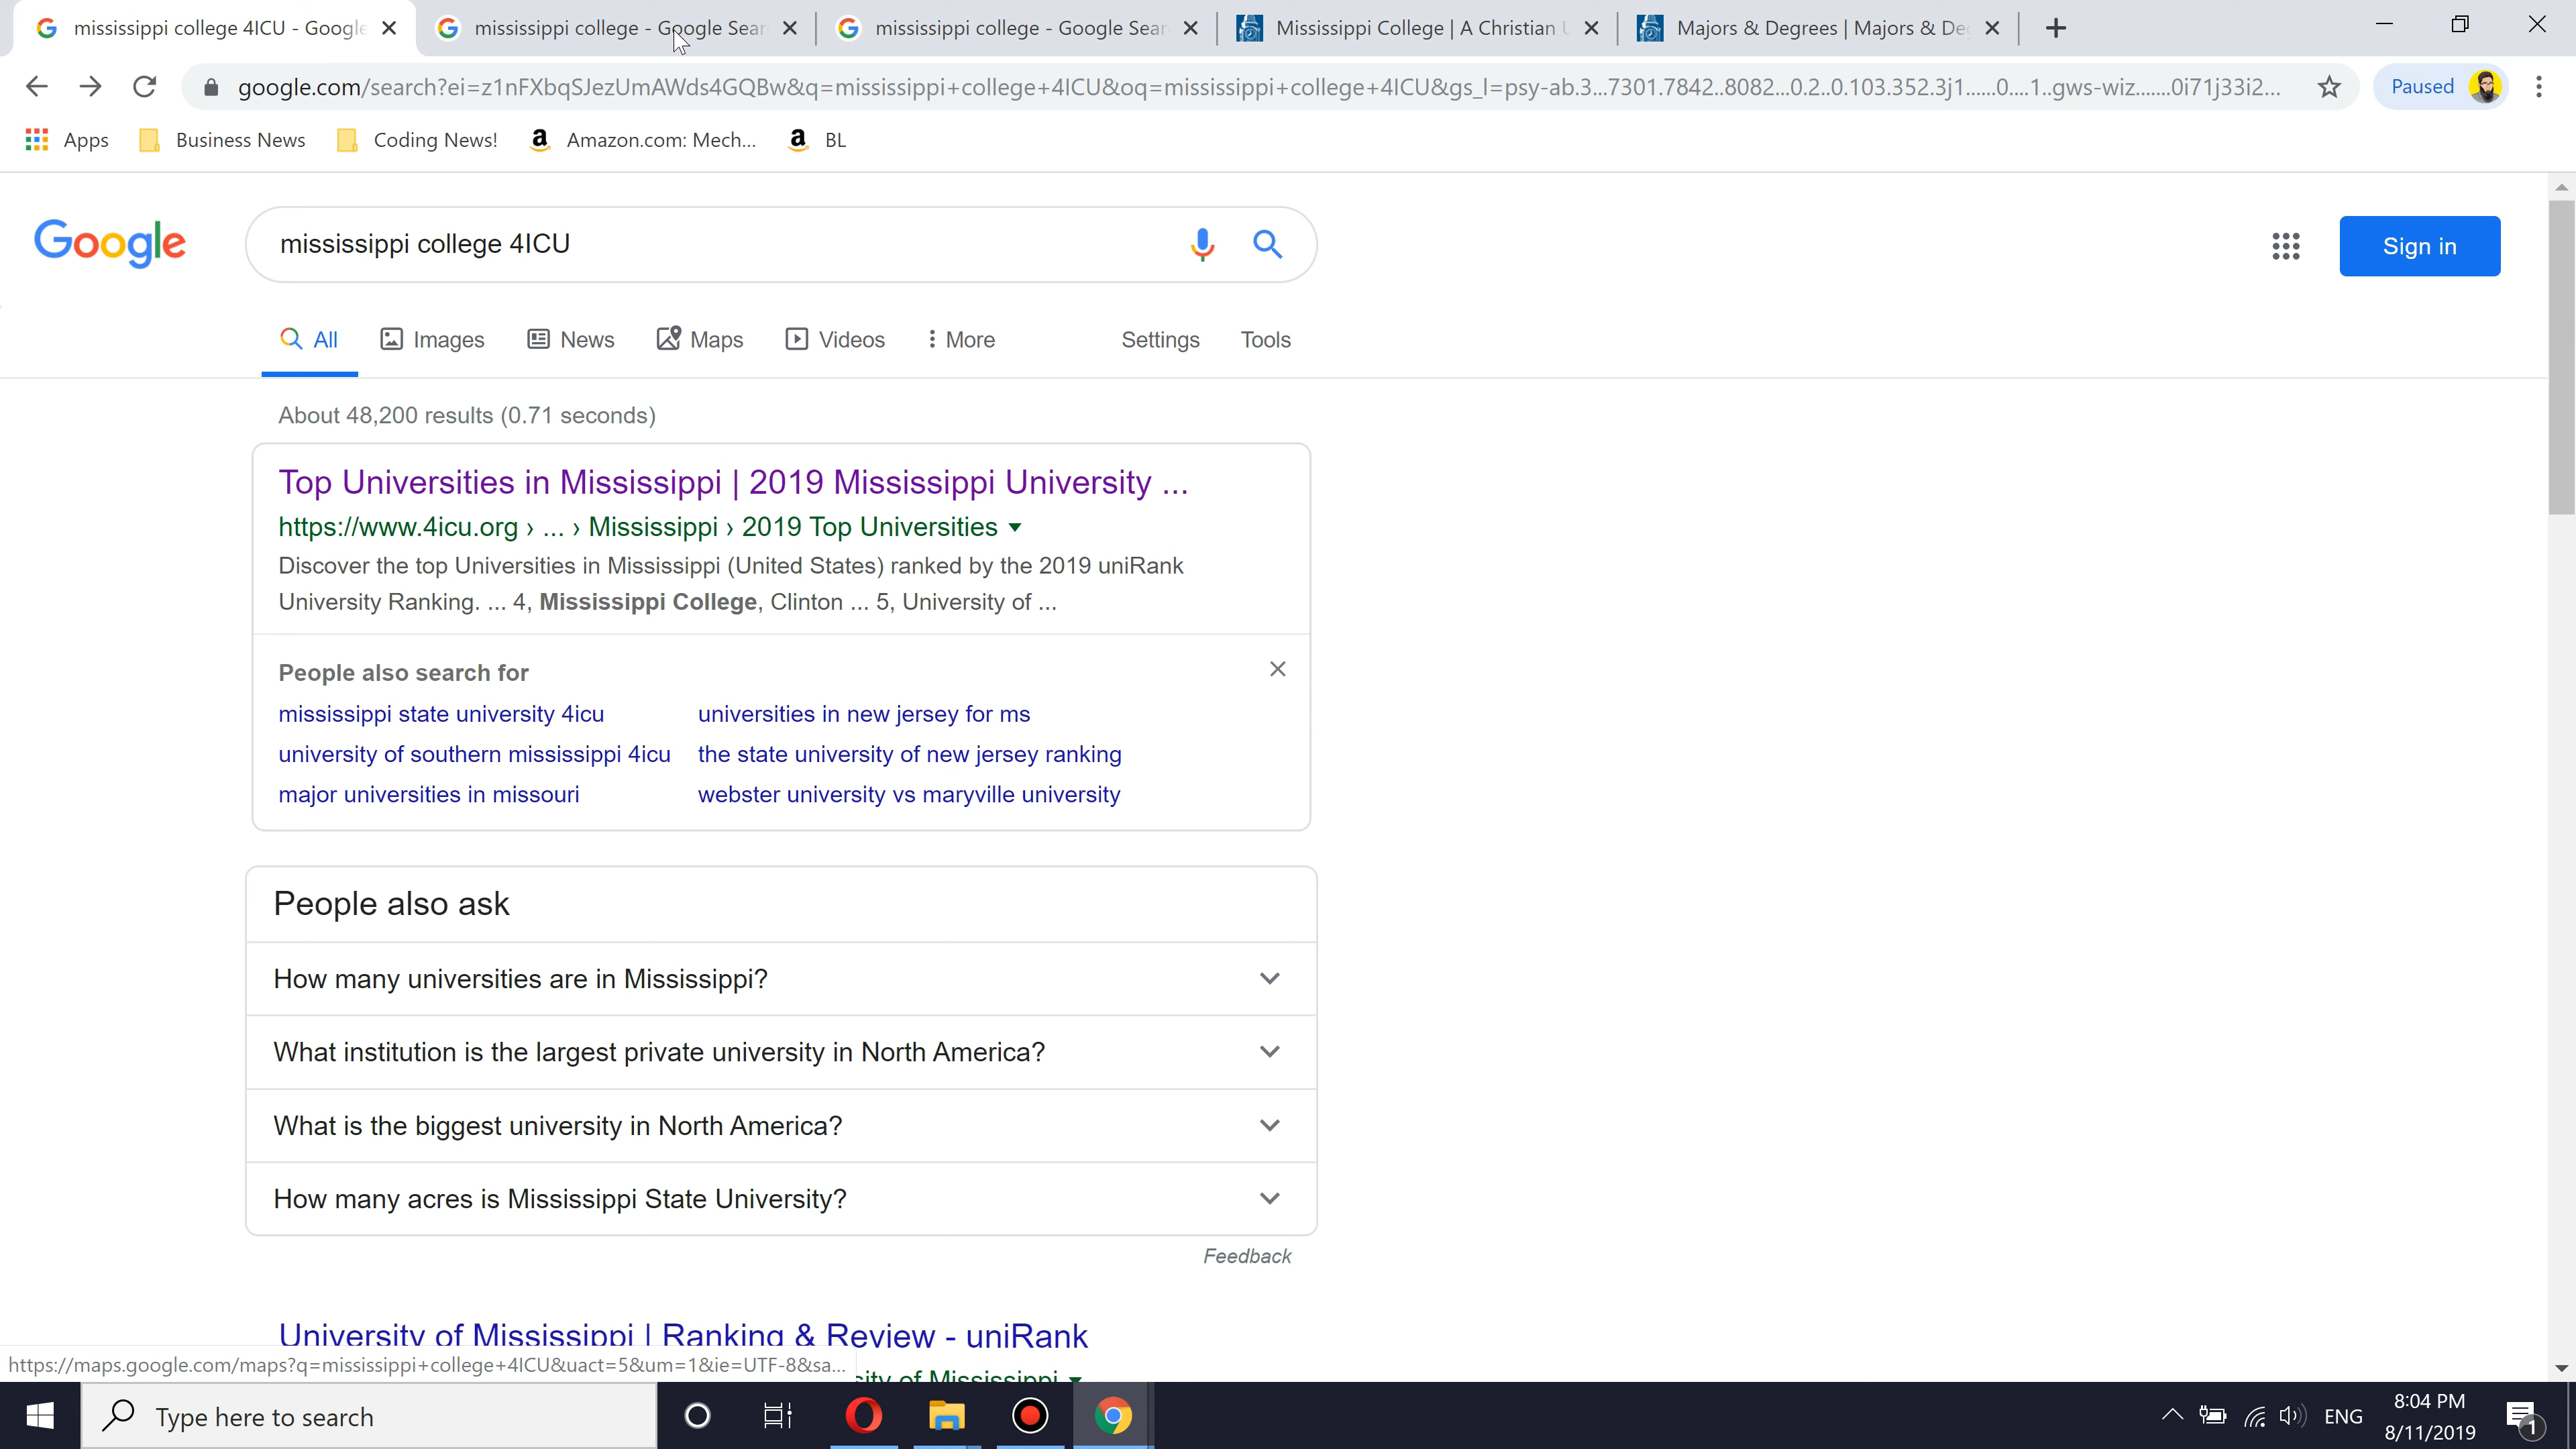 mississippi college 4ICU - Google
mississippi college - Google Sear
mississippi college - Google Sear
Mississippi College | A Christian U
Majors & Degrees | Majors & De
google.com/search?ei=z1nFXbqSJezUmAWds4GQBw&q=mississippi+college+4ICU&oq=mississippi+college+4ICU&gs_l=psy-ab.3...7301.7842..8082...0.2..0.103.352.3j1......0....1..gws-wiz.......0i71j33i2...
Paused
Apps
Business News
Coding News!
Amazon.com: Mech...
BL
Google
mississippi college 4ICU
Sign in
All
Images
News
Maps
Videos
More
Settings
Tools
About 48,200 results (0.71 seconds)
Top Universities in Mississippi | 2019 Mississippi University ...
https://www.4icu.org › ... › Mississippi › 2019 Top Universities
Discover the top Universities in Mississippi (United States) ranked by the 2019 uniRank
University Ranking. ... 4, Mississippi College, Clinton ... 5, University of ...
People also search for
mississippi state university 4icu
universities in new jersey for ms
university of southern mississippi 4icu
the state university of new jersey ranking
major universities in missouri
webster university vs maryville university
People also ask
How many universities are in Mississippi?
What institution is the largest private university in North America?
What is the biggest university in North America?
How many acres is Mississippi State University?
Feedback
University of Mississippi | Ranking & Review - uniRank
https://maps.google.com/maps?q=mississippi+college+4ICU&uact=5&um=1&ie=UTF-8&sa...
sity of Mississippi
Type here to search
ENG
8:04 PM
8/11/2019
1